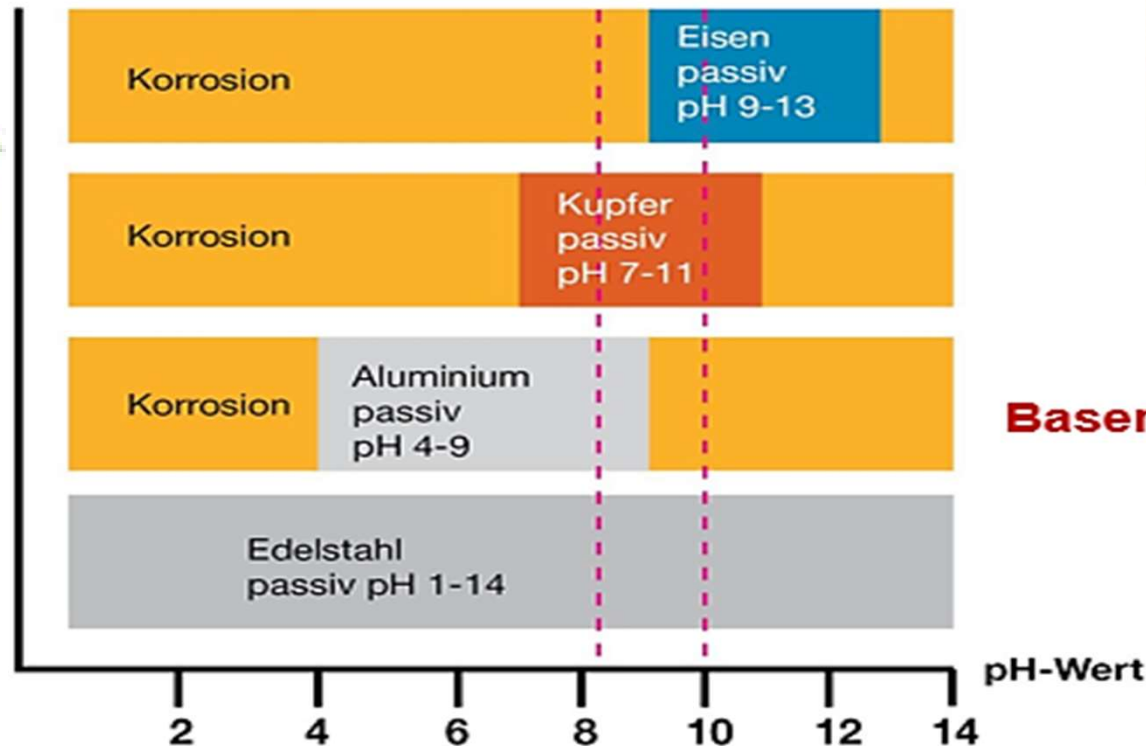 Korrosion
Eisen
passiv
pH 9-13
Korrosion
Kupfer
passiv
pH 7-11
Korrosion
Aluminium
passiv
pH 4-9
Basen
Edelstahl
passiv pH 1-14
pH-Wert
2 4 6 8 10 12 14